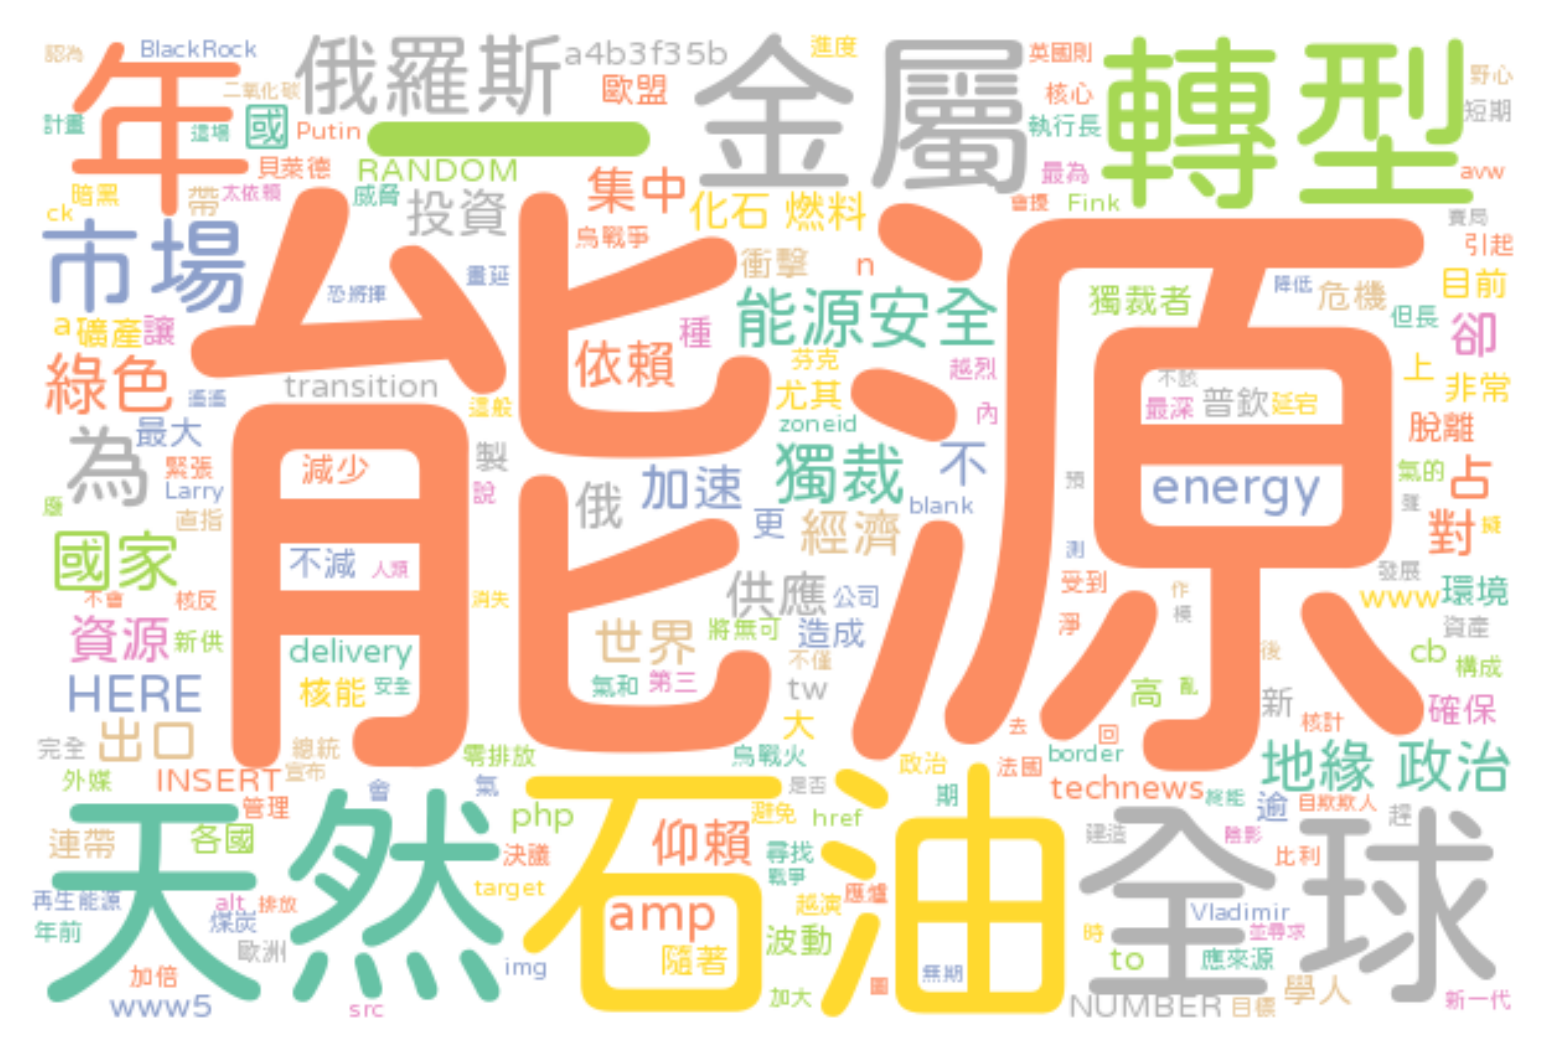 認為
BlackRock
俄羅斯
a4b3f35b
金屬
進度
英國則
轉型
野心
年
二氧化碳
歐盟
核心
短期
計畫
這場
國
Putin
一
執行長
貝萊德
RANDOM
集中
最為
avw
暗黑
帶
太依賴
威脅
投資
化石 燃料
會擾
Fink
ck
賣局
市場
烏戰爭
引起
能源
衝擊
n
畫延
恐將揮
能源安全
獨裁者
降低
危機
目前
a
礦產
讓
種
但長
卻
綠色
依賴
芬克
越烈
不該
上
transition
這般
尤其
內
最深
普欽
延宕
非常
為
最大
zoneid
脫離
緊張
減少
製
加速
獨裁
不
energy
氣的
占
Larry
說
俄
blank
預
應
直指
更
經濟
對
擬
國家
不減
人類
測
發展
供應
公司
受到
作
www
環境
不會
核反
消失
模
資源
新供
世界
將無可
造成
淨
資產
delivery
不僅
後
cb
構成
HERE
核能
安全
氣和
第三
tw
高
亂
新
確保
出口
大
去
回
核計
完全
總統
零排放
烏戰火
border
地緣 政治
外媒
INSERT
宣布
政治
法國
technews
管理
會
氣
是否
期
終能
逾
自欺欺人
天然
石油
全球
php
避免
href
趕
連帶
各國
仰賴
建造
陰影
決議
尋找
比利
戰爭
再生能源
alt
排放
target
應爐
煤炭
amp
越演
Vladimir
年前
時
並尋求
歐洲
波動
隨著
img
to
應來源
加倍
無期
學人
www5
src
加大
圖
NUMBER
目標
新一代